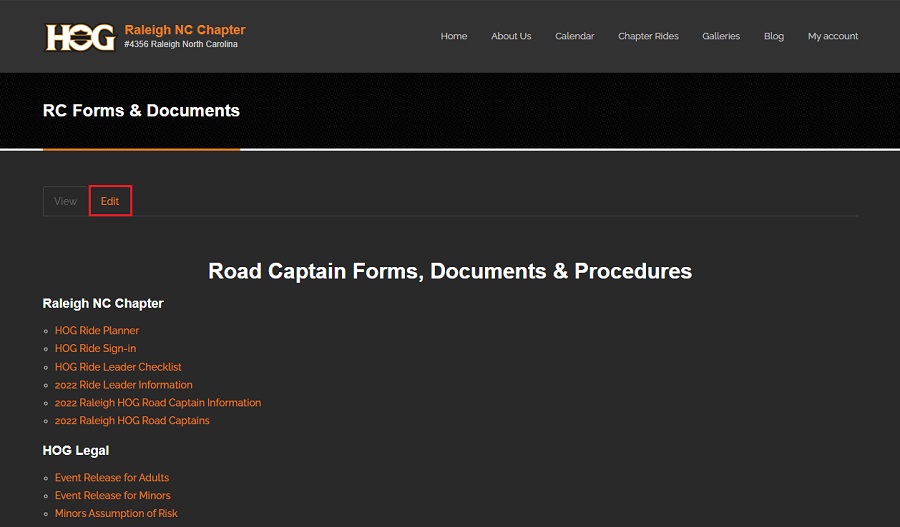 HOG
Raleigh NC Chapter
#4356 Raleigh North Carolina
Home About Us Calendar Chapter Rides Galleries Blog My account
RC Forms & Documents
View Edit
Road Captain Forms, Documents & Procedures
Raleigh NC Chapter
HOG Ride Planner
HOG Ride Sign-in
HOG Ride Leader Checklist
2022 Ride Leader Information
2022 Raleigh HOG Road Captain Information
2022 Raleigh HOG Road Captains
HOG Legal
Event Release for Adults
Event Release for Minors
Minors Assumption of Risk